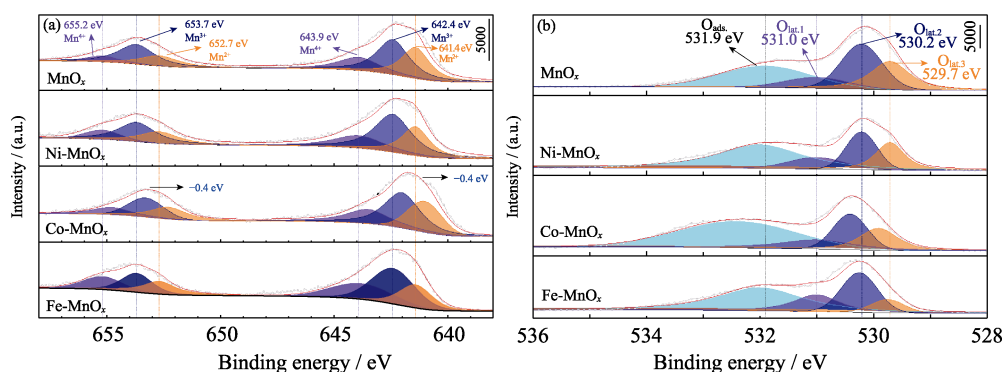 (a)
655.2 eV
Mn⁴⁺
653.7 eV
Mn³⁺
652.7 eV
Mn²⁺
643.9 eV
Mn⁴⁺
642.4 eV
Mn³⁺
641.4 eV
Mn²⁺
5000
MnOₓ
Ni-MnOₓ
−0.4 eV
−0.4 eV
Co-MnOₓ
Fe-MnOₓ
Intensity / (a.u.)
655
650
645
640
Binding energy / eV
(b)
O_ads.
531.9 eV
O_lat.1
531.0 eV
O_lat.2
530.2 eV
O_lat.3
529.7 eV
5000
MnOₓ
Ni-MnOₓ
Co-MnOₓ
Fe-MnOₓ
Intensity / (a.u.)
536
534
532
530
528
Binding energy / eV